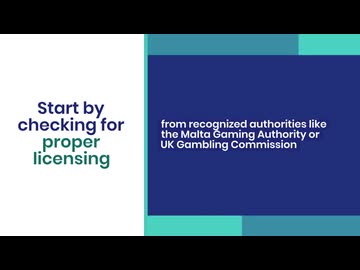 Start by
checking for
proper
licensing
from recognized authorities like
the Malta Gaming Authority or
UK Gambling Commission